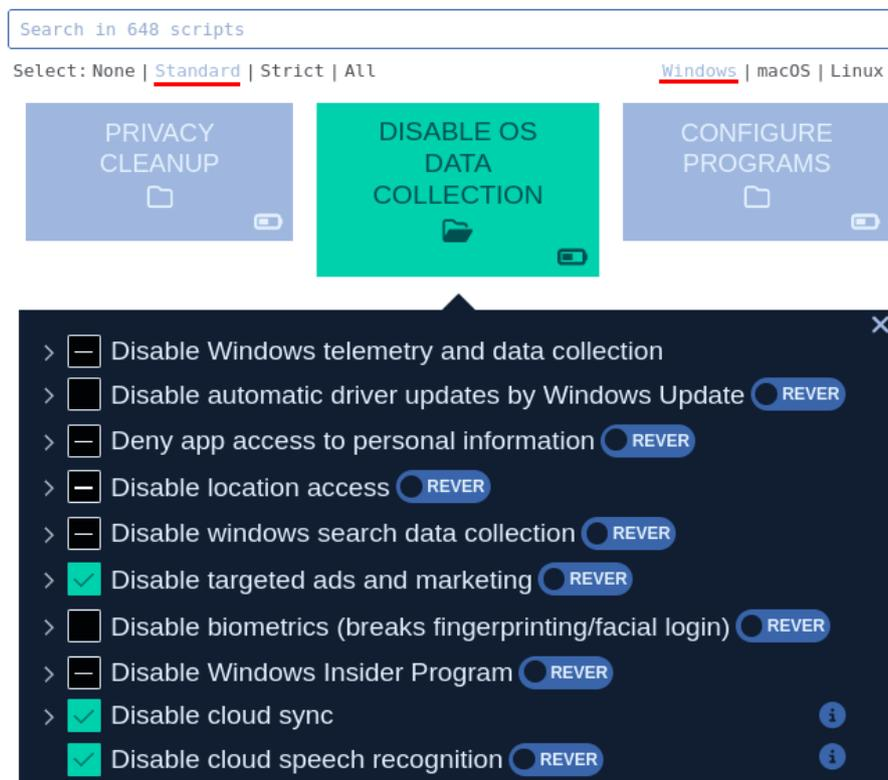 Search in 648 scripts
Select: None | Standard | Strict | All
Windows | macOS | Linux
PRIVACY
CLEANUP
DISABLE OS
DATA
COLLECTION
CONFIGURE
PROGRAMS
Disable Windows telemetry and data collection
Disable automatic driver updates by Windows Update REVER
Deny app access to personal information REVER
Disable location access REVER
Disable windows search data collection REVER
Disable targeted ads and marketing REVER
Disable biometrics (breaks fingerprinting/facial login) REVER
Disable Windows Insider Program REVER
Disable cloud sync
Disable cloud speech recognition REVER